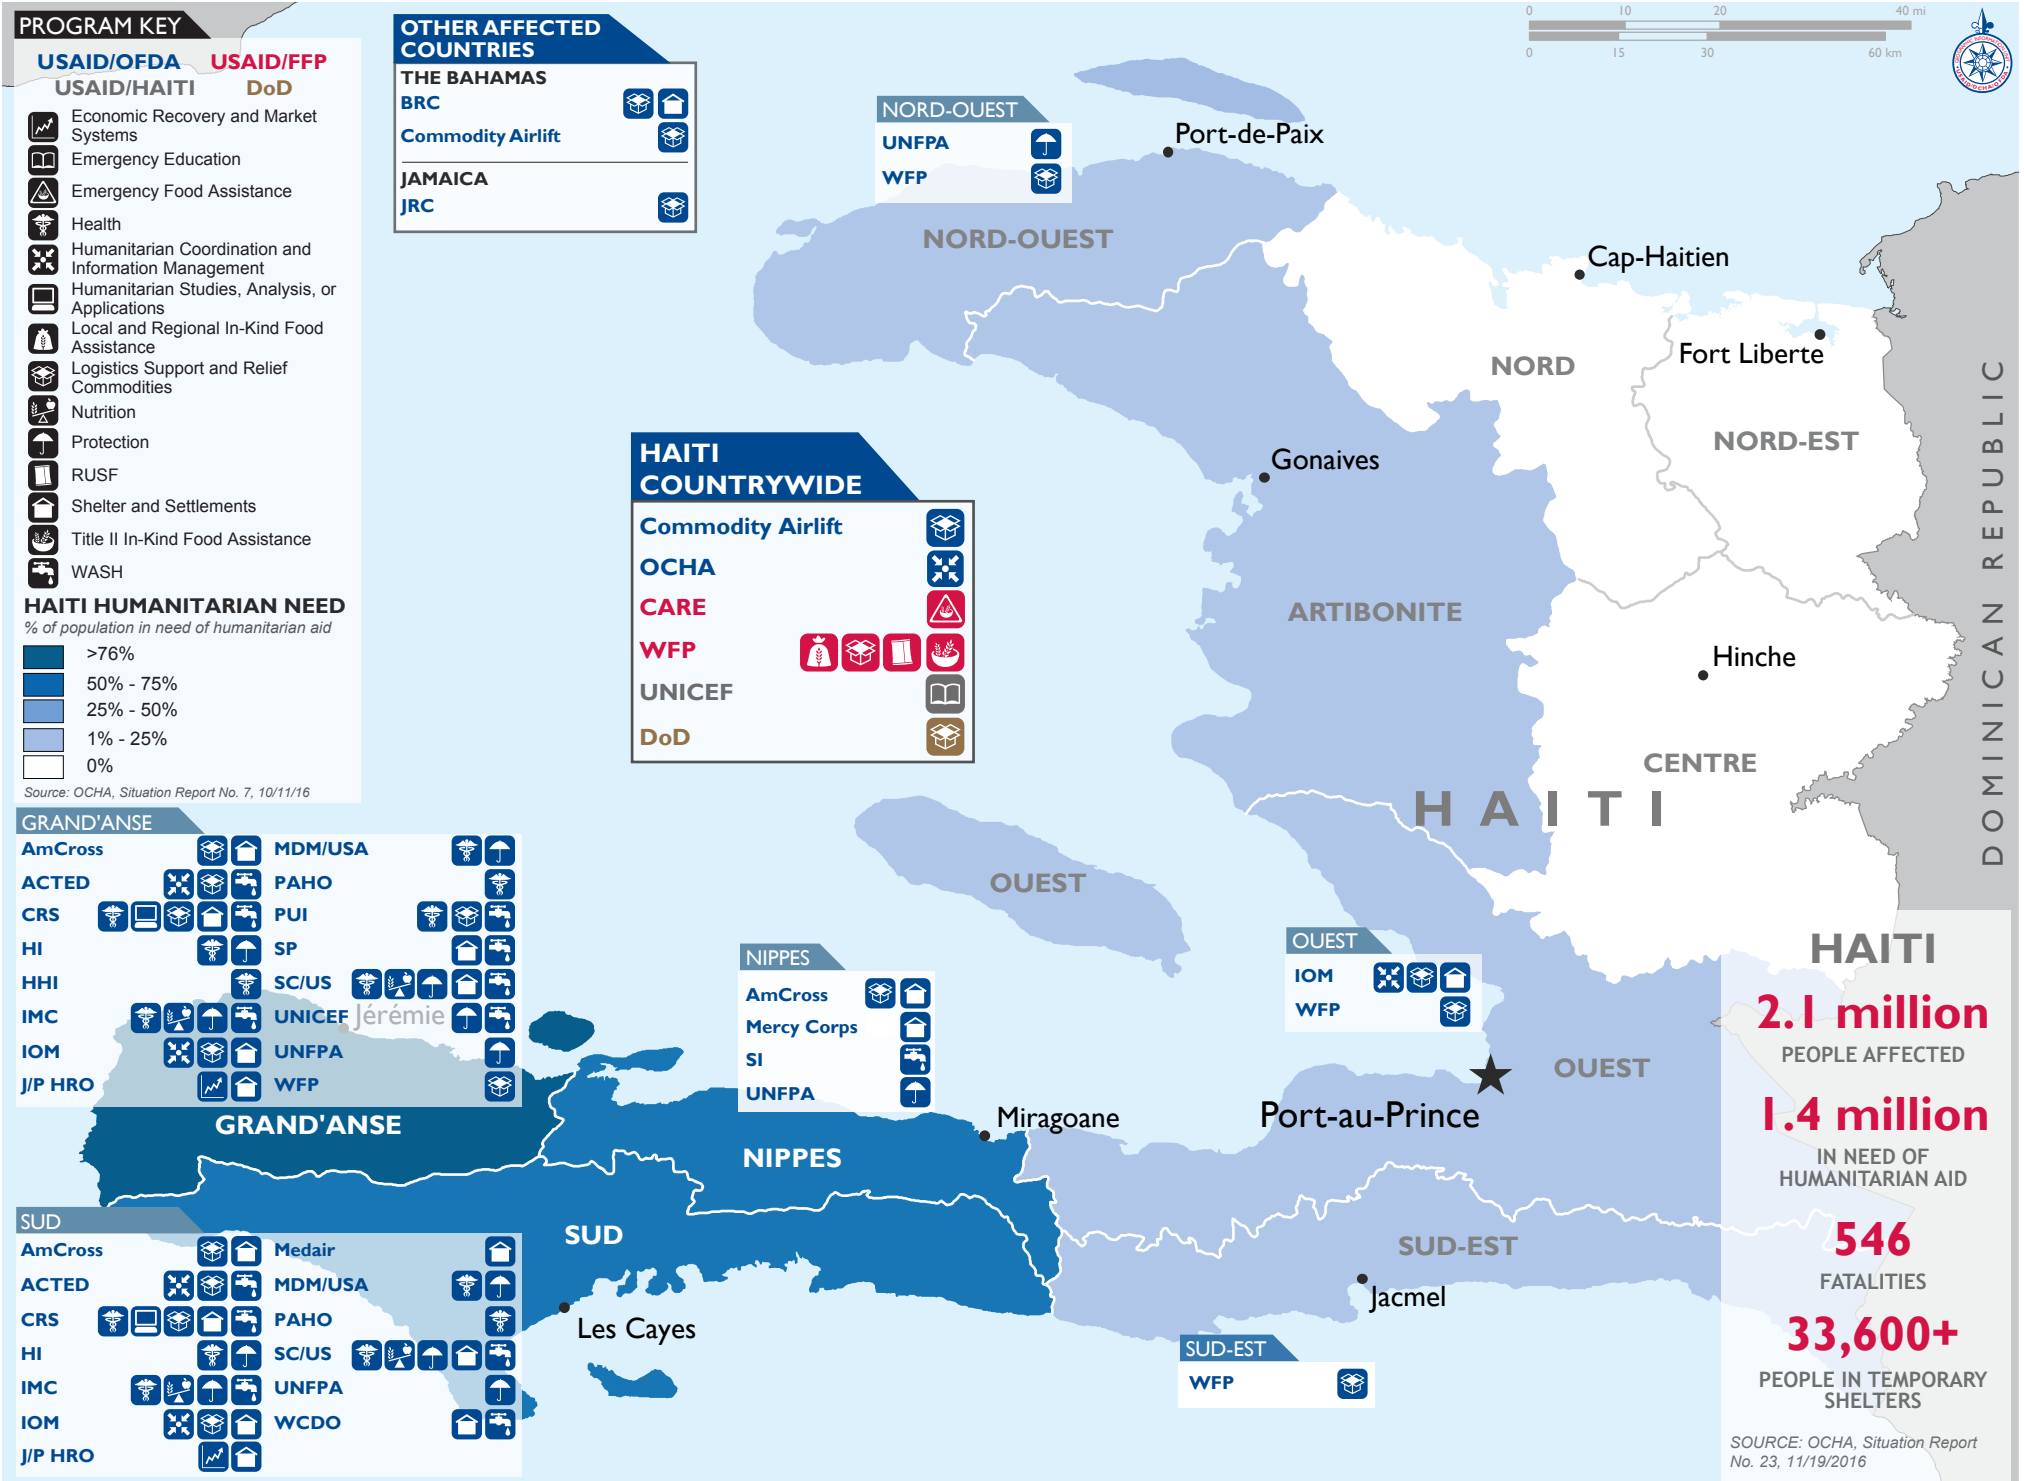 PROGRAM KEY
USAID/OFDA USAID/FFP
USAID/HAITI DoD
Economic Recovery and Market
Systems
Emergency Education
Emergency Food Assistance
Health
Humanitarian Coordination and
Information Management
Humanitarian Studies, Analysis, or
Applications
Local and Regional In-Kind Food
Assistance
Logistics Support and Relief
Commodities
Nutrition
Protection
RUSF
Shelter and Settlements
Title II In-Kind Food Assistance
WASH
HAITI HUMANITARIAN NEED
% of population in need of humanitarian aid
>76%
50% - 75%
25% - 50%
1% - 25%
0%
Source: OCHA, Situation Report No. 7, 10/11/16
OTHER AFFECTED
COUNTRIES
THE BAHAMAS
BRC
Commodity Airlift
JAMAICA
JRC
NORD-OUEST
UNFPA
WFP
0 10 20 40 mi
0 15 30 60 km
Port-de-Paix
NORD-OUEST
Cap-Haitien
Fort Liberte
NORD
NORD-EST
Gonaives
ARTIBONITE
Hinche
CENTRE
HAITI
DOMINICAN REPUBLIC
HAITI
COUNTRYWIDE
Commodity Airlift
OCHA
CARE
WFP
UNICEF
DoD
GRAND'ANSE
AmCross MDM/USA
ACTED PAHO
CRS PUI
HI SP
HHI SC/US
IMC UNICEF Jérémie
IOM UNFPA
J/P HRO WFP
GRAND'ANSE
OUEST
NIPPES
AmCross
Mercy Corps
SI
UNFPA
Miragoane
NIPPES
OUEST
IOM
WFP
OUEST
Port-au-Prince
SUD
AmCross Medair
ACTED MDM/USA
CRS PAHO
HI SC/US
IMC UNFPA
IOM WCDO
J/P HRO
SUD
Les Cayes
SUD-EST
Jacmel
SUD-EST
WFP
HAITI
2.1 million
PEOPLE AFFECTED
1.4 million
IN NEED OF
HUMANITARIAN AID
546
FATALITIES
33,600+
PEOPLE IN TEMPORARY
SHELTERS
SOURCE: OCHA, Situation Report
No. 23, 11/19/2016